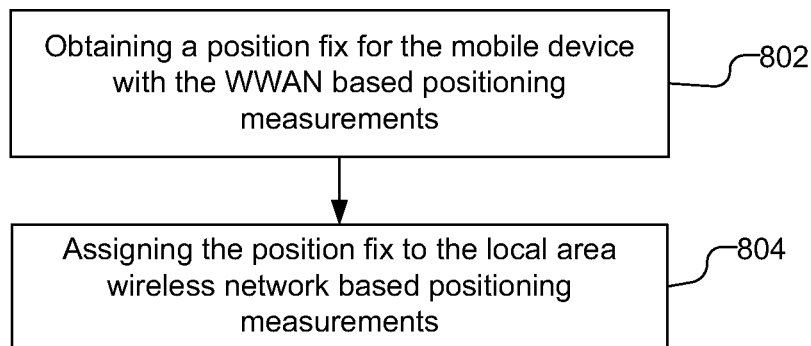 Obtaining a position fix for the mobile device
with the WWAN based positioning
measurements
802
Assigning the position fix to the local area
wireless network based positioning
measurements
804